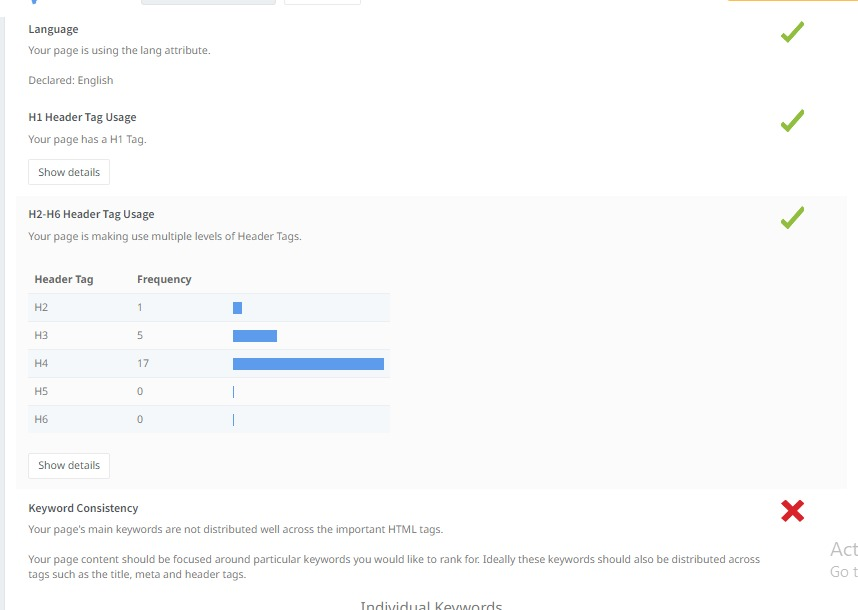 Language
Your page is using the lang attribute.
Declared: English
H1 Header Tag Usage
Your page has a H1 Tag.
Show details
H2-H6 Header Tag Usage
Your page is making use multiple levels of Header Tags.
Header Tag Frequency
H2 1
H3 5
H4 17
H5 0
H6 0
Show details
Keyword Consistency
Your page's main keywords are not distributed well across the important HTML tags.
Your page content should be focused around particular keywords you would like to rank for. Ideally these keywords should also be distributed across
tags such as the title, meta and header tags.
Act
Go t
Individual Keywords